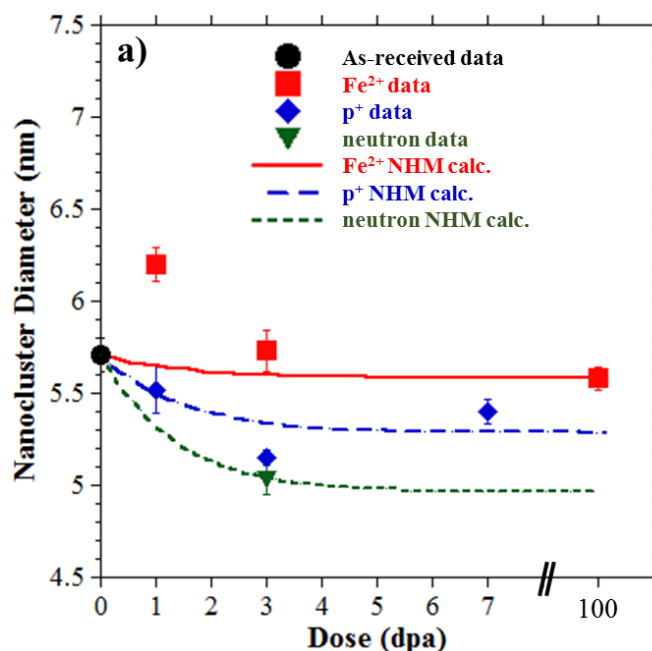 a)
As-received data
Fe²⁺ data
p⁺ data
neutron data
Fe²⁺ NHM calc.
p⁺ NHM calc.
neutron NHM calc.
Nanocluster Diameter (nm)
7.5
7
6.5
6
5.5
5
4.5
0 1 2 3 4 5 6 7 // 100
Dose (dpa)